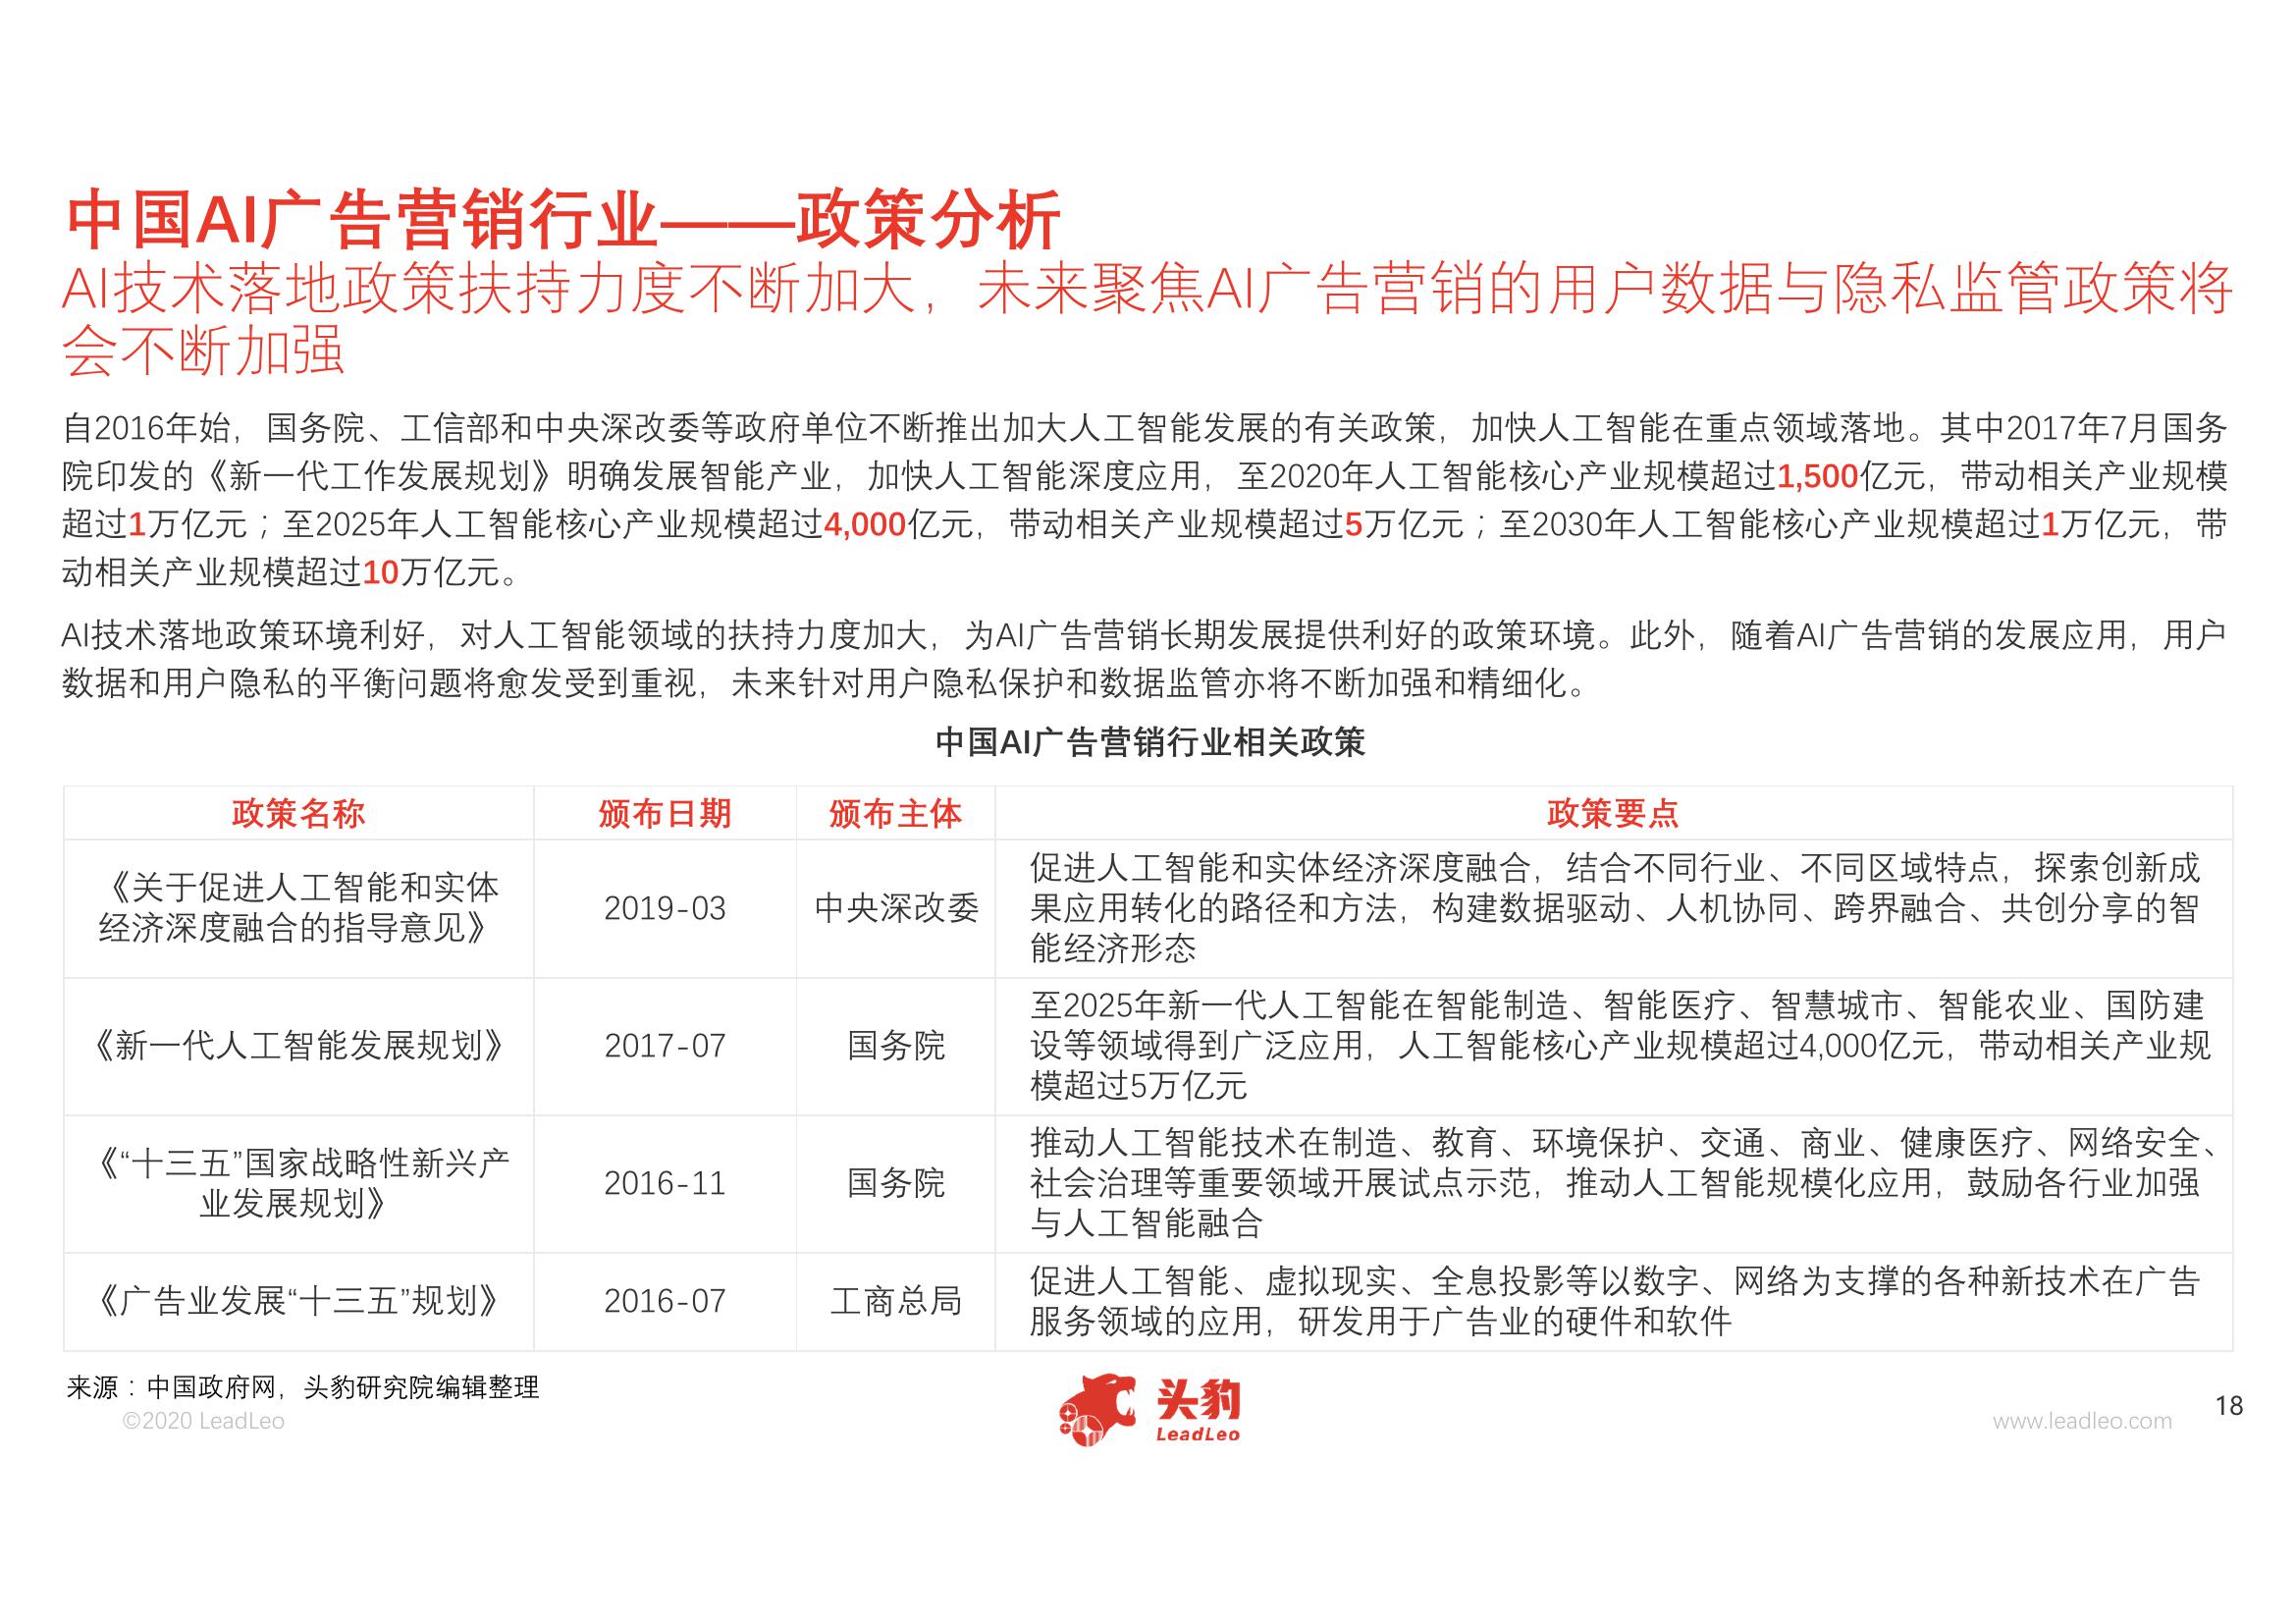 中国AI广告营销行业——政策分析
AI技术落地政策扶持力度不断加大，未来聚焦AI广告营销的用户数据与隐私监管政策将
会不断加强
自2016年始，国务院、工信部和中央深改委等政府单位不断推出加大人工智能发展的有关政策，加快人工智能在重点领域落地。其中2017年7月国务
院印发的《新一代工作发展规划》明确发展智能产业，加快人工智能深度应用，至2020年人工智能核心产业规模超过1,500亿元，带动相关产业规模
超过1万亿元；至2025年人工智能核心产业规模超过4,000亿元，带动相关产业规模超过5万亿元；至2030年人工智能核心产业规模超过1万亿元，带
动相关产业规模超过10万亿元。
AI技术落地政策环境利好，对人工智能领域的扶持力度加大，为AI广告营销长期发展提供利好的政策环境。此外，随着AI广告营销的发展应用，用户
数据和用户隐私的平衡问题将愈发受到重视，未来针对用户隐私保护和数据监管亦将不断加强和精细化。
中国AI广告营销行业相关政策
政策名称 颁布日期 颁布主体 政策要点
《关于促进人工智能和实体
经济深度融合的指导意见》
2019-03
中央深改委
促进人工智能和实体经济深度融合，结合不同行业、不同区域特点，探索创新成
果应用转化的路径和方法，构建数据驱动、人机协同、跨界融合、共创分享的智
能经济形态
《新一代人工智能发展规划》
2017-07
国务院
至2025年新一代人工智能在智能制造、智能医疗、智慧城市、智能农业、国防建
设等领域得到广泛应用，人工智能核心产业规模超过4,000亿元，带动相关产业规
模超过5万亿元
《“十三五”国家战略性新兴产
业发展规划》
2016-11
国务院
推动人工智能技术在制造、教育、环境保护、交通、商业、健康医疗、网络安全、
社会治理等重要领域开展试点示范，推动人工智能规模化应用，鼓励各行业加强
与人工智能融合
《广告业发展“十三五”规划》
2016-07
工商总局
促进人工智能、虚拟现实、全息投影等以数字、网络为支撑的各种新技术在广告
服务领域的应用，研发用于广告业的硬件和软件
来源：中国政府网，头豹研究院编辑整理
©2020 LeadLeo
头豹
LeadLeo
www.leadleo.com
18